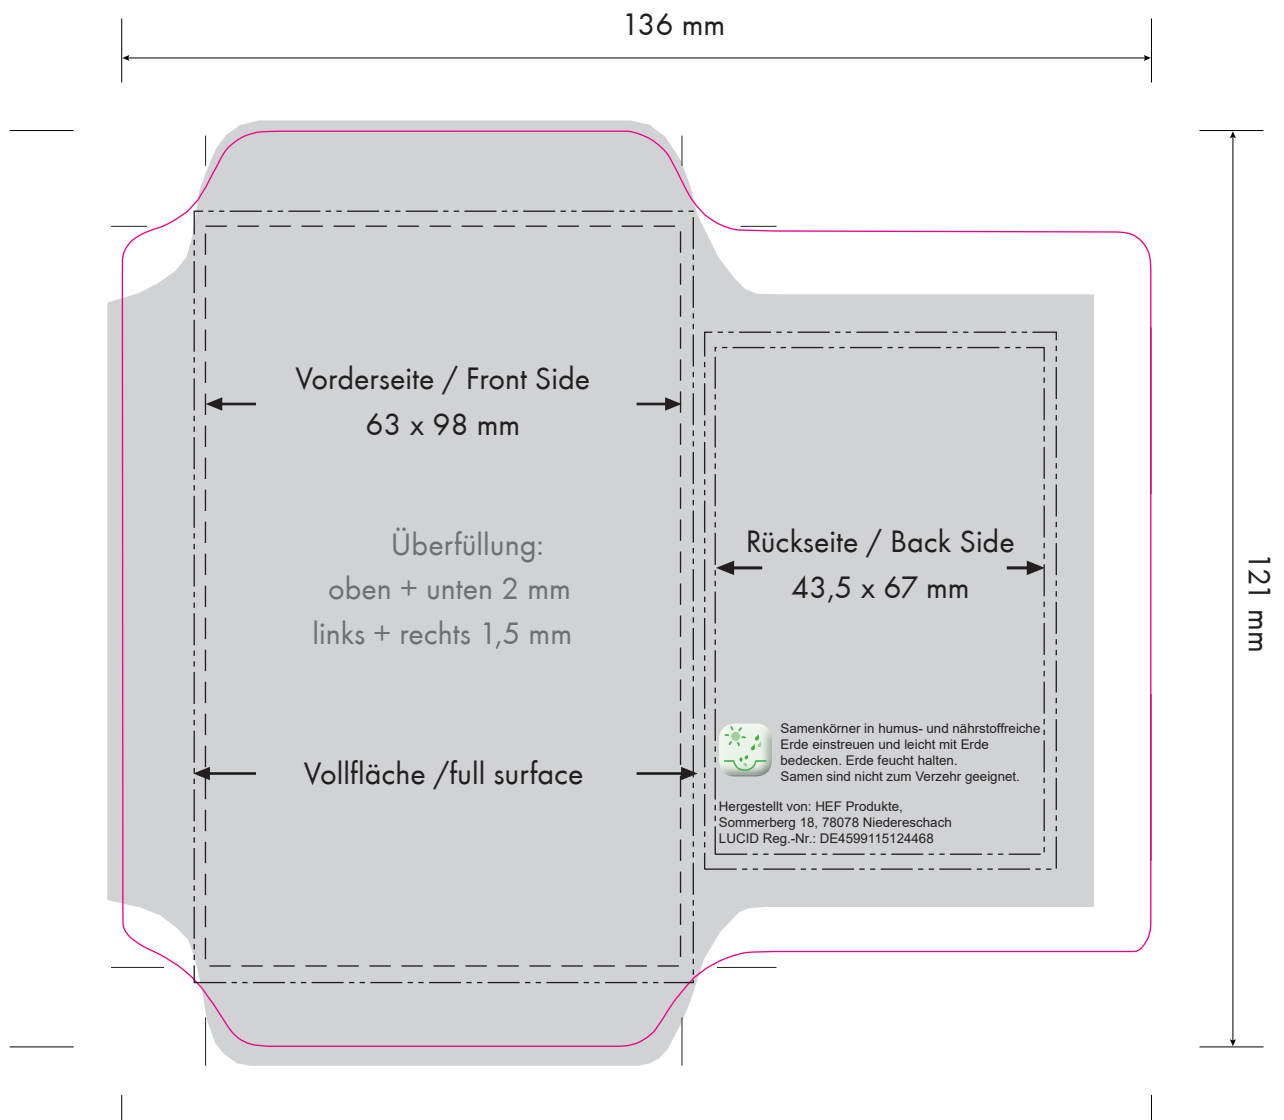 136 mm
121 mm
Vorderseite / Front Side
63 x 98 mm
Überfüllung:
oben + unten 2 mm
links + rechts 1,5 mm
Vollfläche /full surface
Rückseite / Back Side
43,5 x 67 mm
Samenkörner in humus- und nährstoffreiche
Erde einstreuen und leicht mit Erde
bedecken. Erde feucht halten.
Samen sind nicht zum Verzehr geeignet.
Hergestellt von: HEF Produkte,
Sommerberg 18, 78078 Niedereschach
LUCID Reg.-Nr.: DE4599115124468